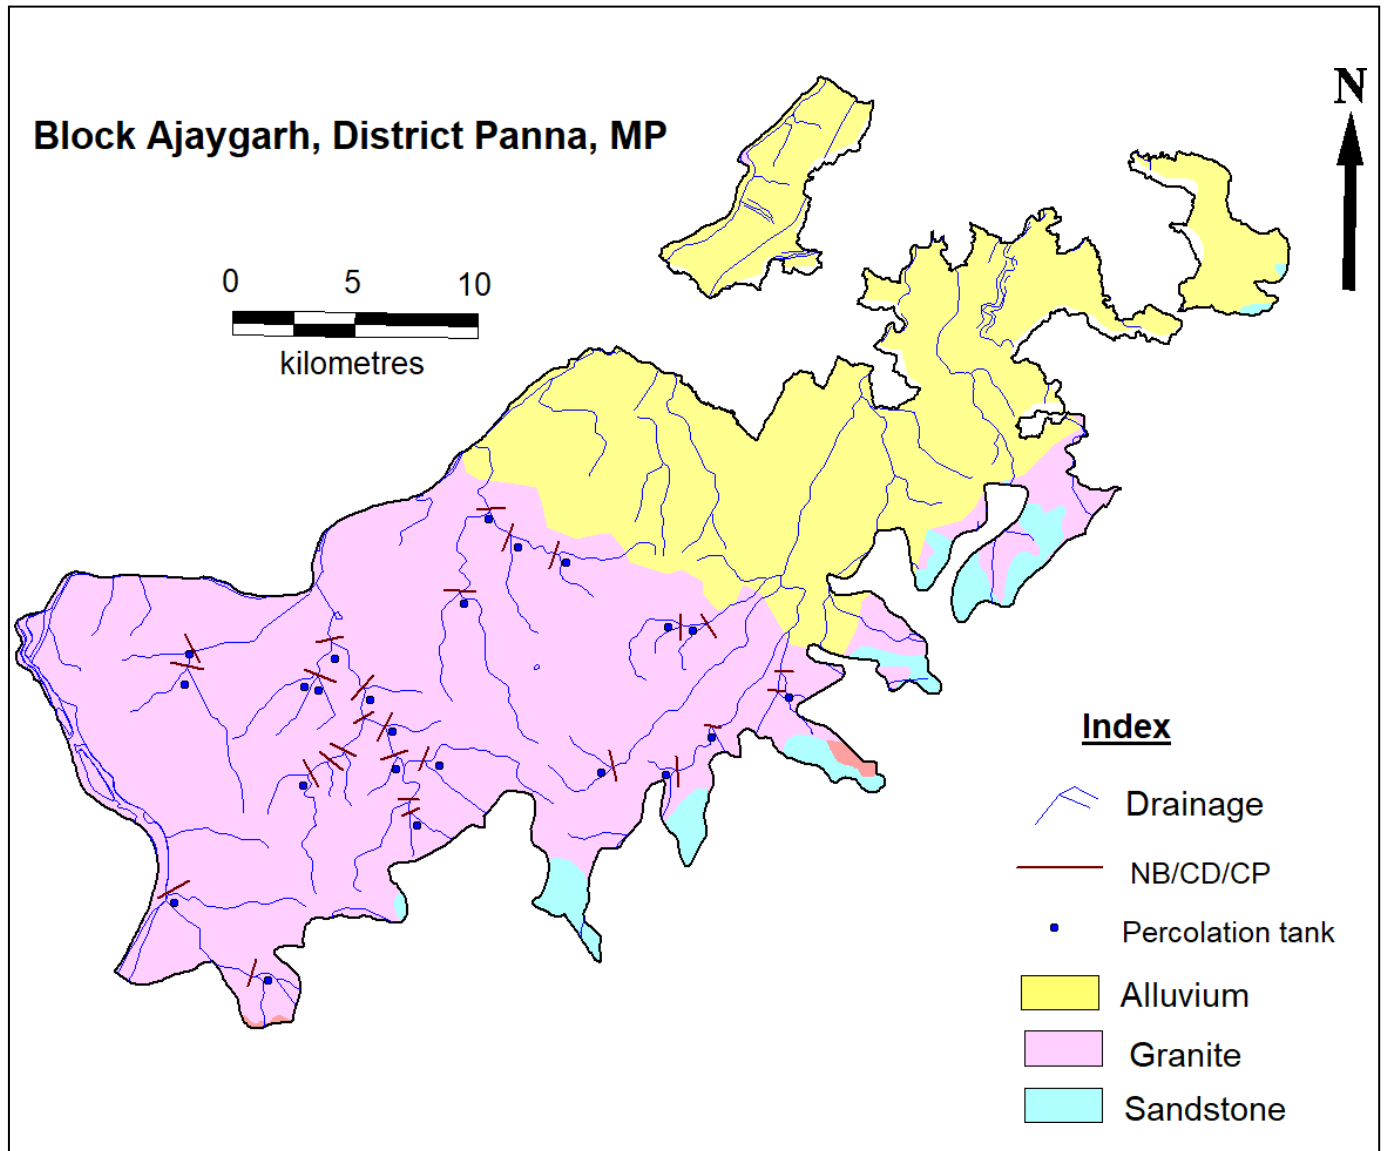 Block Ajaygarh, District Panna, MP
N
0 5 10
kilometres
Index
Drainage
NB/CD/CP
Percolation tank
Alluvium
Granite
Sandstone